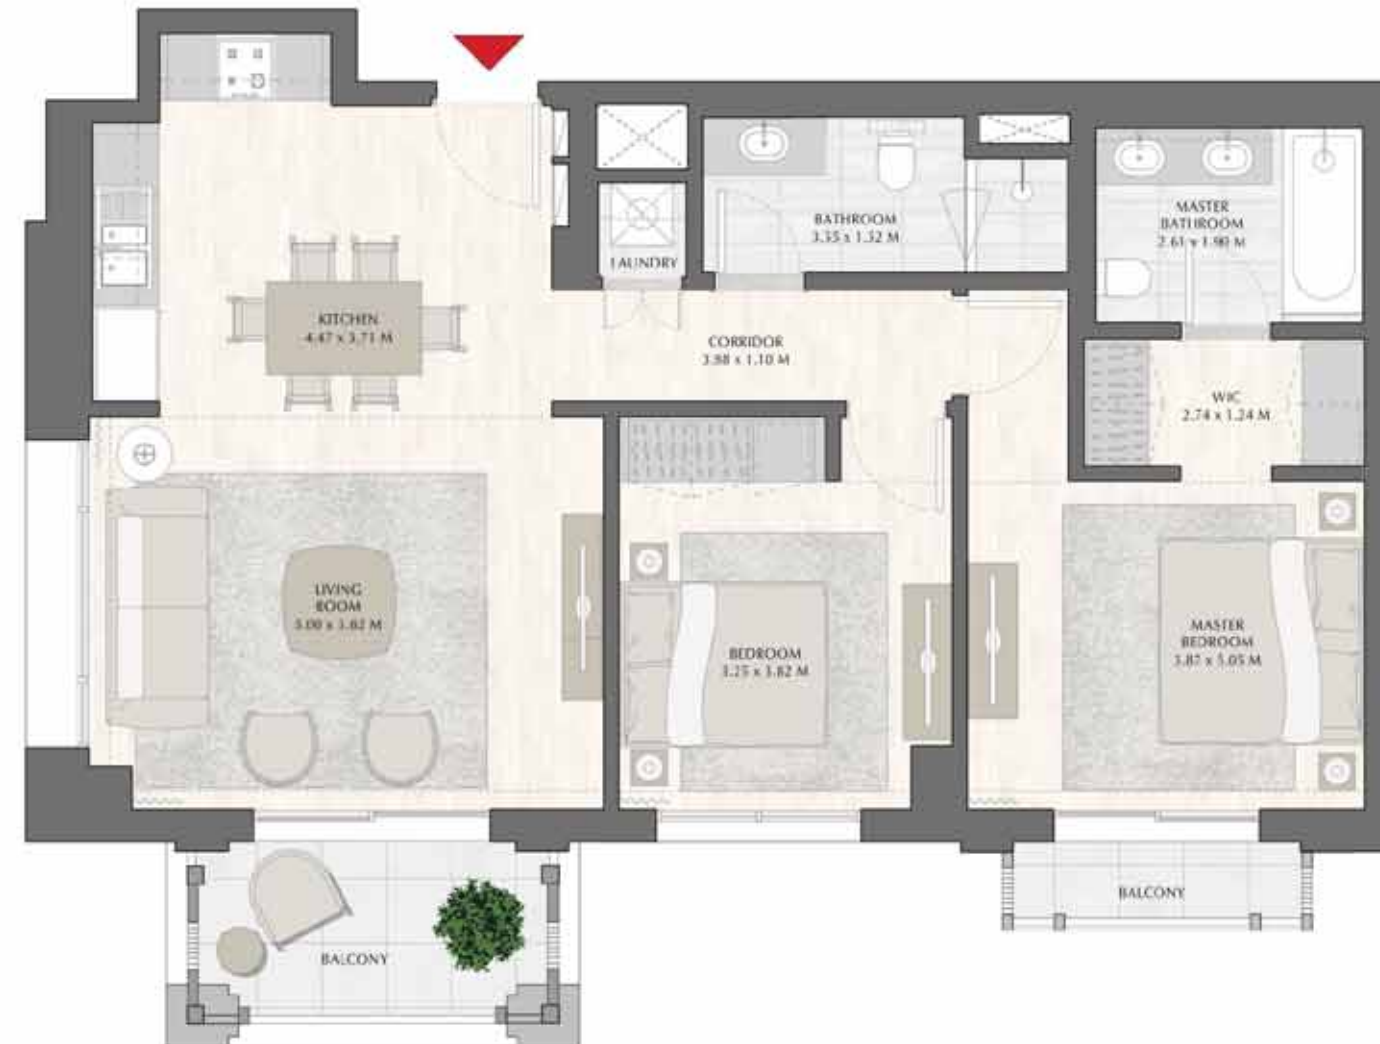 KITCHEN
4.47 x 3.71 M
LAUNDRY
BATHROOM
3.35 x 1.52 M
MASTER
BATHROOM
2.61 x 1.90 M
CORRIDOR
3.98 x 1.10 M
WIC
2.74 x 1.24 M
LIVING
ROOM
5.00 x 3.82 M
BEDROOM
3.25 x 3.82 M
MASTER
BEDROOM
3.87 x 5.05 M
BALCONY
BALCONY